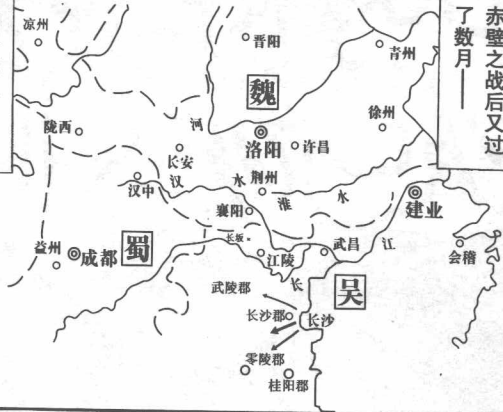 赤壁之战后又过
了数月——
凉州
晋阳
青州
魏
徐州
河
陇西
洛阳
许昌
长安
汉
水
荆州
淮
水
汉中
襄阳
建业
长坂
益州
成都
蜀
江陵
武昌
江
会稽
长
吴
武陵郡
长沙郡
长沙
零陵郡
桂阳郡